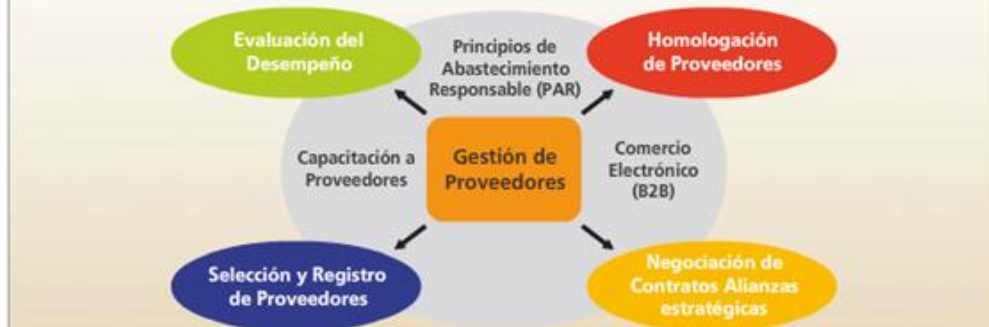 Evaluación del
Desempeño
Principios de
Abastecimiento
Responsable (PAR)
Homologación
de Proveedores
Capacitación a
Proveedores
Gestión de
Proveedores
Comercio
Electrónico
(B2B)
Selección y Registro
de Proveedores
Negociación de
Contratos Alianzas
estratégicas